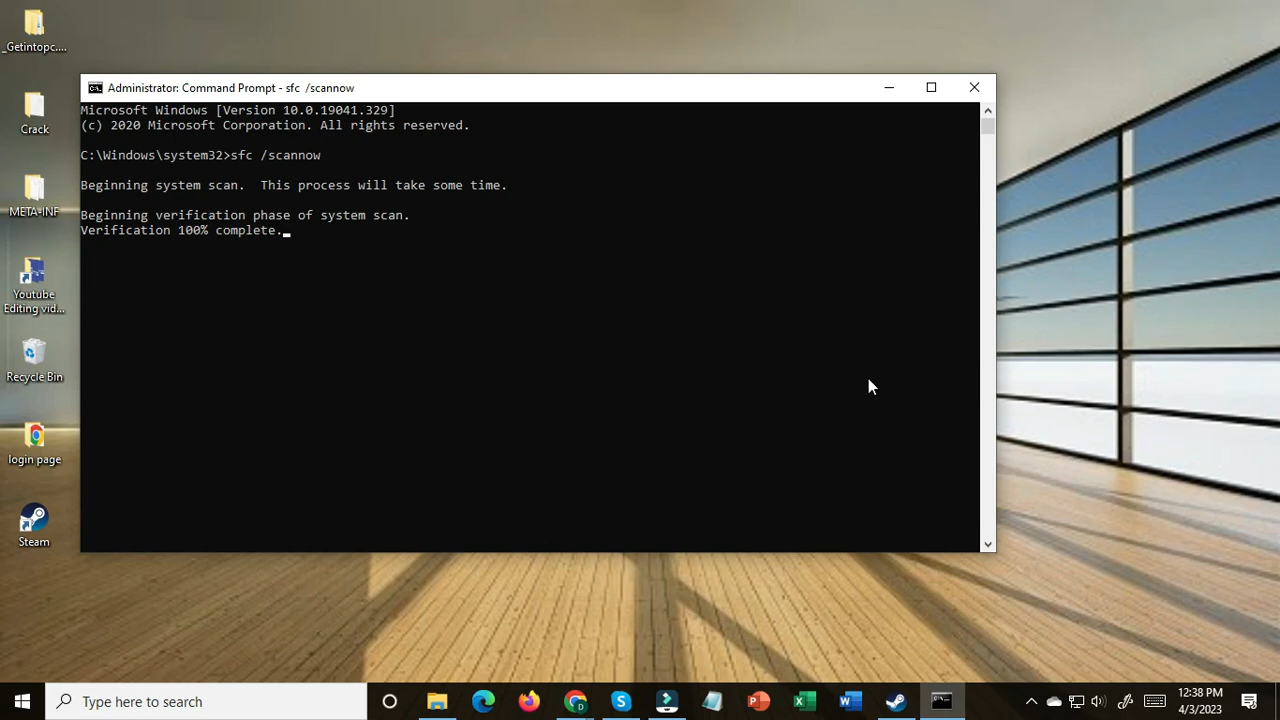 _Getintopc....
Crack
META-INF
Youtube
Editing vid...
Recycle Bin
login page
Steam
Administrator: Command Prompt - sfc /scannow
Microsoft Windows [Version 10.0.19041.329]
(c) 2020 Microsoft Corporation. All rights reserved.
C:\Windows\system32>sfc /scannow
Beginning system scan.  This process will take some time.
Beginning verification phase of system scan.
Verification 100% complete.
Type here to search
12:38 PM
4/3/2023